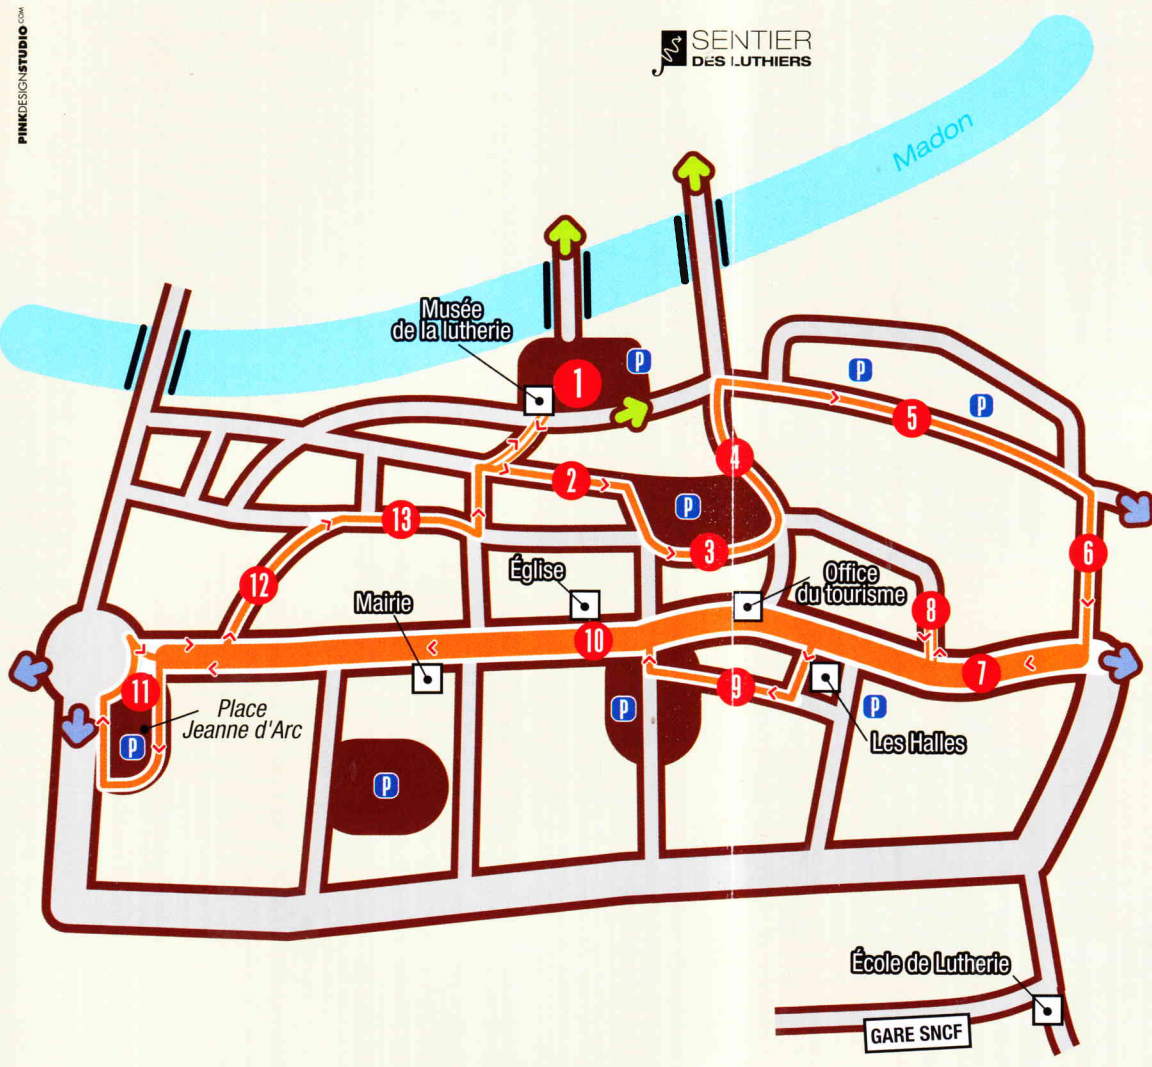 PINKDESIGNSTUDIO.COM
SENTIER
DES LUTHIERS
Madon
Musée
de la lutherie
P
1
P
P
5
4
2
P
13
3
6
Église
Office
du tourisme
12
Mairie
8
10
7
11
9
Place
Jeanne d'Arc
P
P
P
Les Halles
P
École de Lutherie
GARE SNCF